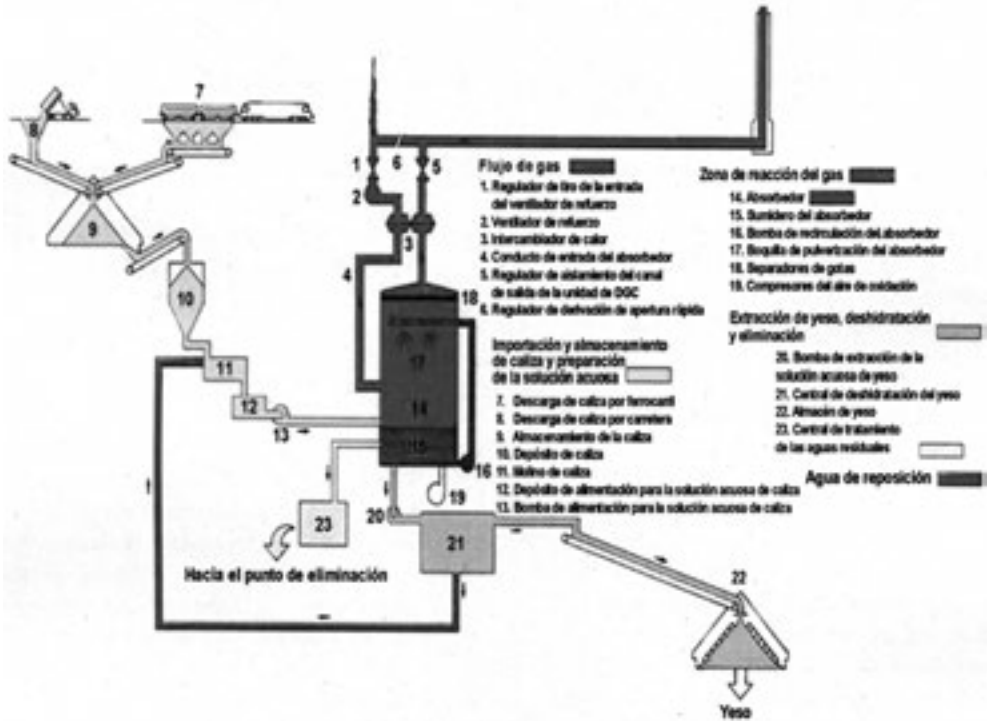 Flujo de gas
1. Regulador de tiro de la entrada
del ventilador de refuerzo
2. Ventilador de refuerzo
3. Intercambiador de calor
4. Conducto de entrada del absorbedor
5. Regulador de aislamiento del canal
de salida de la unidad de DGC
6. Regulador de derivación de apertura rápida
Importación y almacenamiento
de caliza y preparación
de la solución acuosa
7. Descarga de caliza por ferrocarril
8. Descarga de caliza por carretera
9. Almacenamiento de la caliza
10. Depósito de caliza
11. Molino de caliza
12. Depósito de alimentación para la solución acuosa de caliza
13. Bomba de alimentación para la solución acuosa de caliza
Zona de reacción del gas
14. Absorbedor
15. Sumidero del absorbedor
16. Bomba de recirculación del absorbedor
17. Boquilla de pulverización del absorbedor
18. Separadores de gotas
19. Compresores del aire de oxidación
Extracción de yeso, deshidratación
y eliminación
20. Bomba de extracción de la
solución acuosa de yeso
21. Central de deshidratación del yeso
22. Almacén de yeso
23. Central de tratamiento
de las aguas residuales
Agua de reposición
1
2
3
4
5
6
7
8
9
10
11
12
13
14
15
16
17
18
19
20
21
22
23
Hacia el punto de eliminación
Yeso